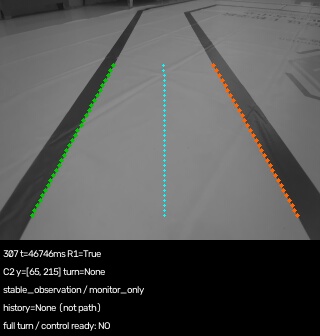 307 t=46746ms R1=True
C2 y=[65, 215] turn=None
stable_observation / monitor_only
history=None (not path)
full turn / control ready: NO